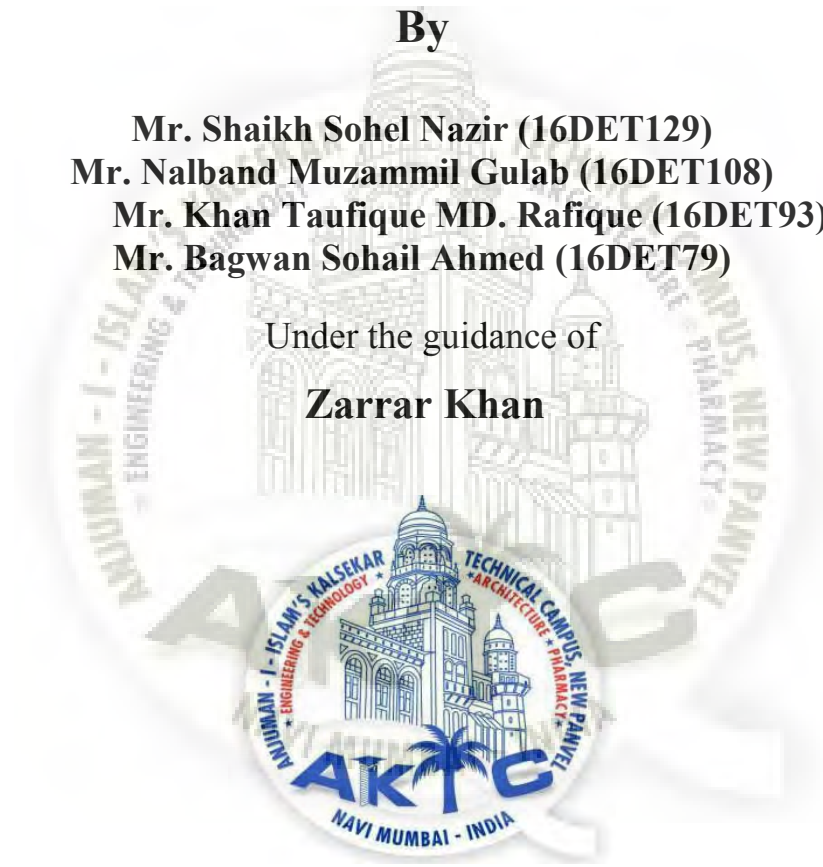 By
Mr. Shaikh Sohel Nazir (16DET129)
Mr. Nalband Muzammil Gulab (16DET108)
Mr. Khan Taufique MD. Rafique (16DET93)
Mr. Bagwan Sohail Ahmed (16DET79)
Under the guidance of
Zarrar Khan
ANJUMAN - I - ISLAM'S KALSEKAR TECHNICAL CAMPUS, NEW PANVEL
* ENGINEERING & TECHNOLOGY * *ARCHITECTURE * PHARMACY *
AKTC
NAVI MUMBAI - INDIA